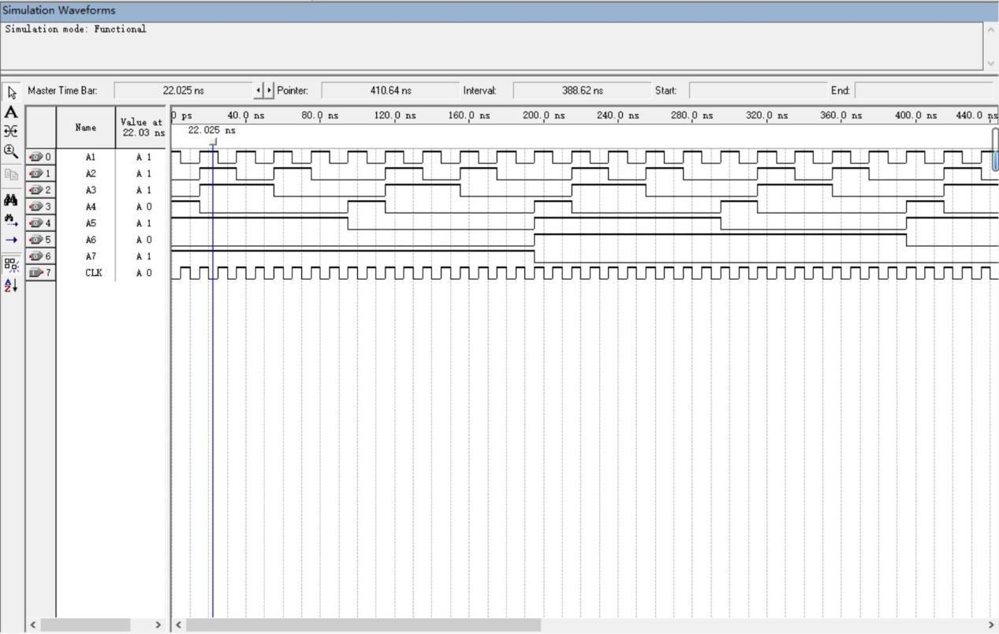 Simulation Waveforms
Simulation mode: Functional
Master Time Bar: 22.025 ns Pointer: 410.64 ns Interval: 388.62 ns Start: End:
Name Value at 22.03 ns 0 ps 40.0 ns 80.0 ns 120.0 ns 160.0 ns 200.0 ns 240.0 ns 280.0 ns 320.0 ns 360.0 ns 400.0 ns 440.0 ns
22.025 ns
0 A1 A 1
1 A2 A 1
2 A3 A 1
3 A4 A 0
4 A5 A 1
5 A6 A 0
6 A7 A 1
7 CLK A 0